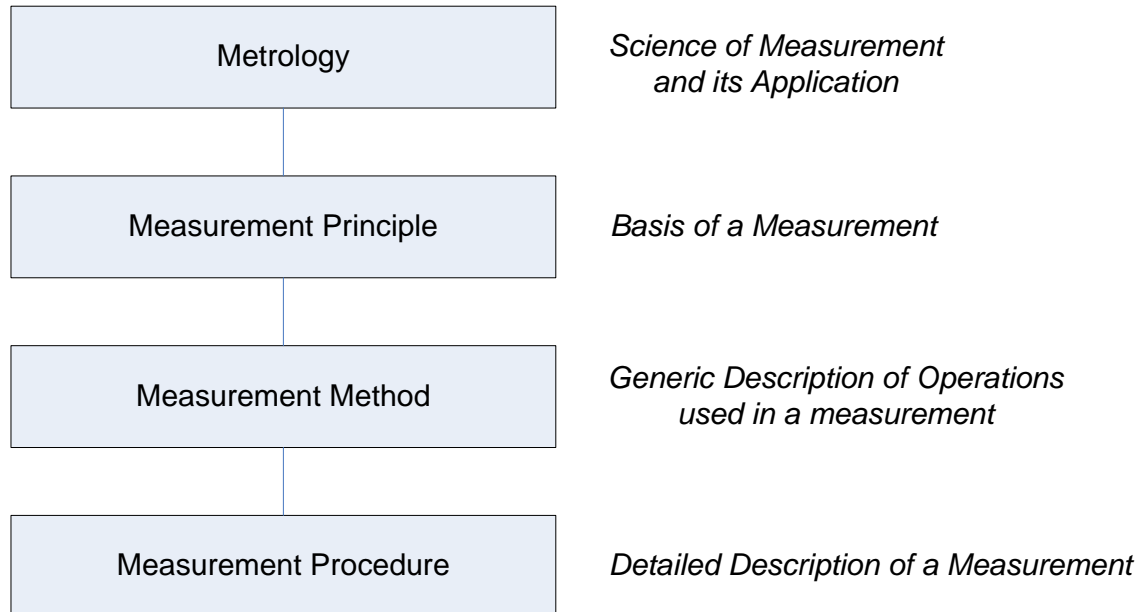 Metrology
Science of Measurement
and its Application
Measurement Principle
Basis of a Measurement
Measurement Method
Generic Description of Operations
used in a measurement
Measurement Procedure
Detailed Description of a Measurement